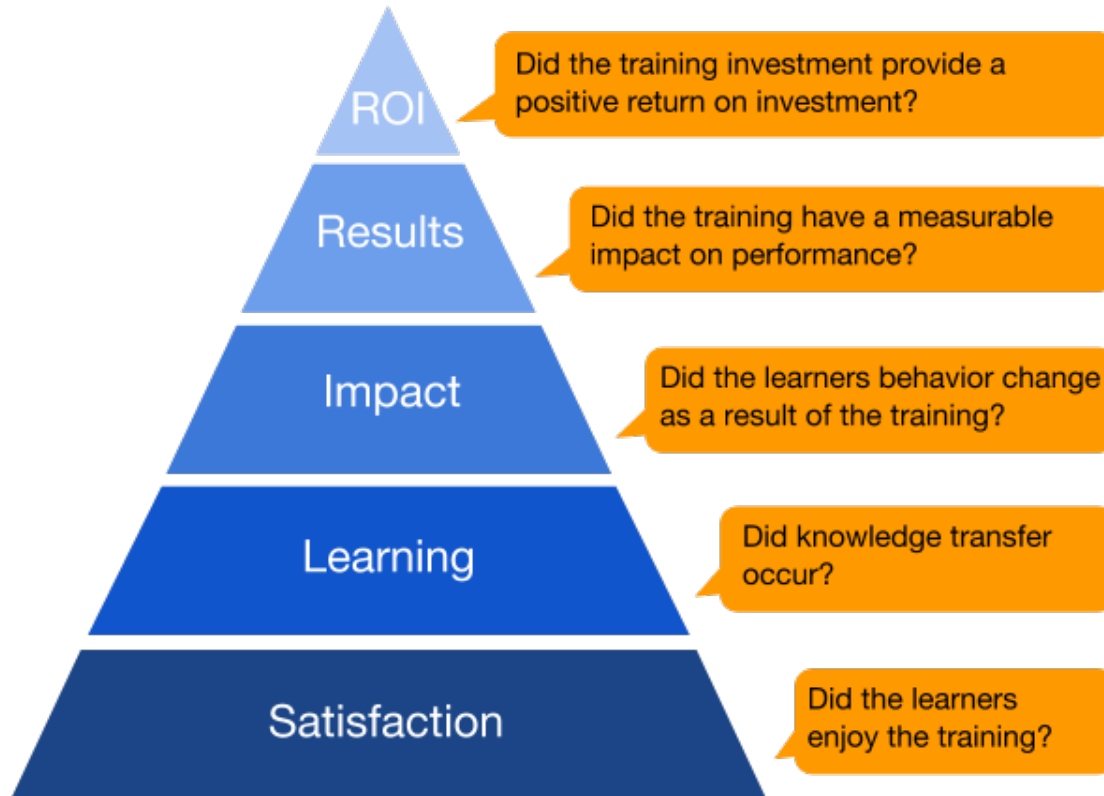 ROI
Did the training investment provide a
positive return on investment?
Results
Did the training have a measurable
impact on performance?
Impact
Did the learners behavior change
as a result of the training?
Learning
Did knowledge transfer
occur?
Satisfaction
Did the learners
enjoy the training?